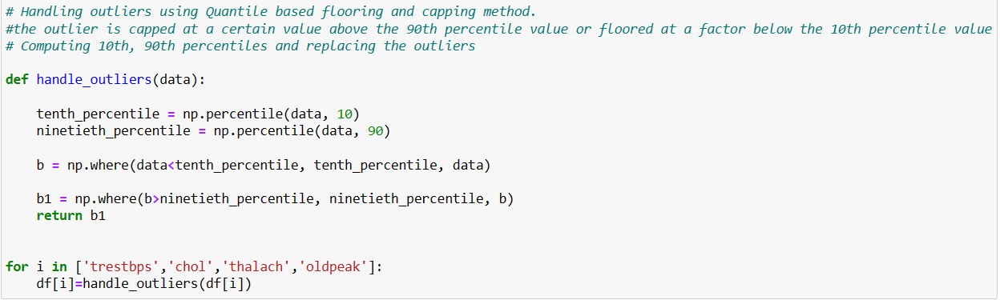 # Handling outliers using Quantile based flooring and capping method.
#the outlier is capped at a certain value above the 90th percentile value or floored at a factor below the 10th percentile value
# Computing 10th, 90th percentiles and replacing the outliers
def handle_outliers(data):
    tenth_percentile = np.percentile(data, 10)
    ninetieth_percentile = np.percentile(data, 90)
    b = np.where(data<tenth_percentile, tenth_percentile, data)
    b1 = np.where(b>ninetieth_percentile, ninetieth_percentile, b)
    return b1
for i in ['trestbps','chol','thalach','oldpeak']:
    df[i]=handle_outliers(df[i])